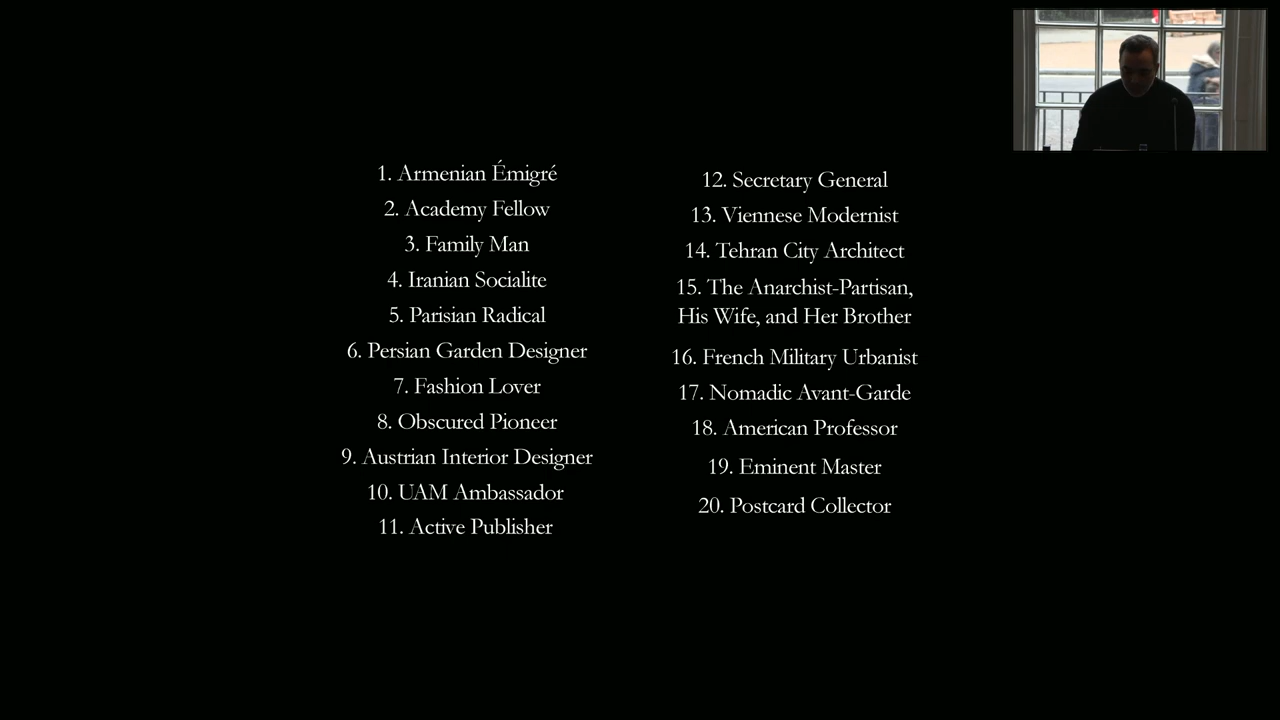 1. Armenian Émigré
2. Academy Fellow
3. Family Man
4. Iranian Socialite
5. Parisian Radical
6. Persian Garden Designer
7. Fashion Lover
8. Obscured Pioneer
9. Austrian Interior Designer
10. UAM Ambassador
11. Active Publisher
12. Secretary General
13. Viennese Modernist
14. Tehran City Architect
15. The Anarchist-Partisan,
His Wife, and Her Brother
16. French Military Urbanist
17. Nomadic Avant-Garde
18. American Professor
19. Eminent Master
20. Postcard Collector